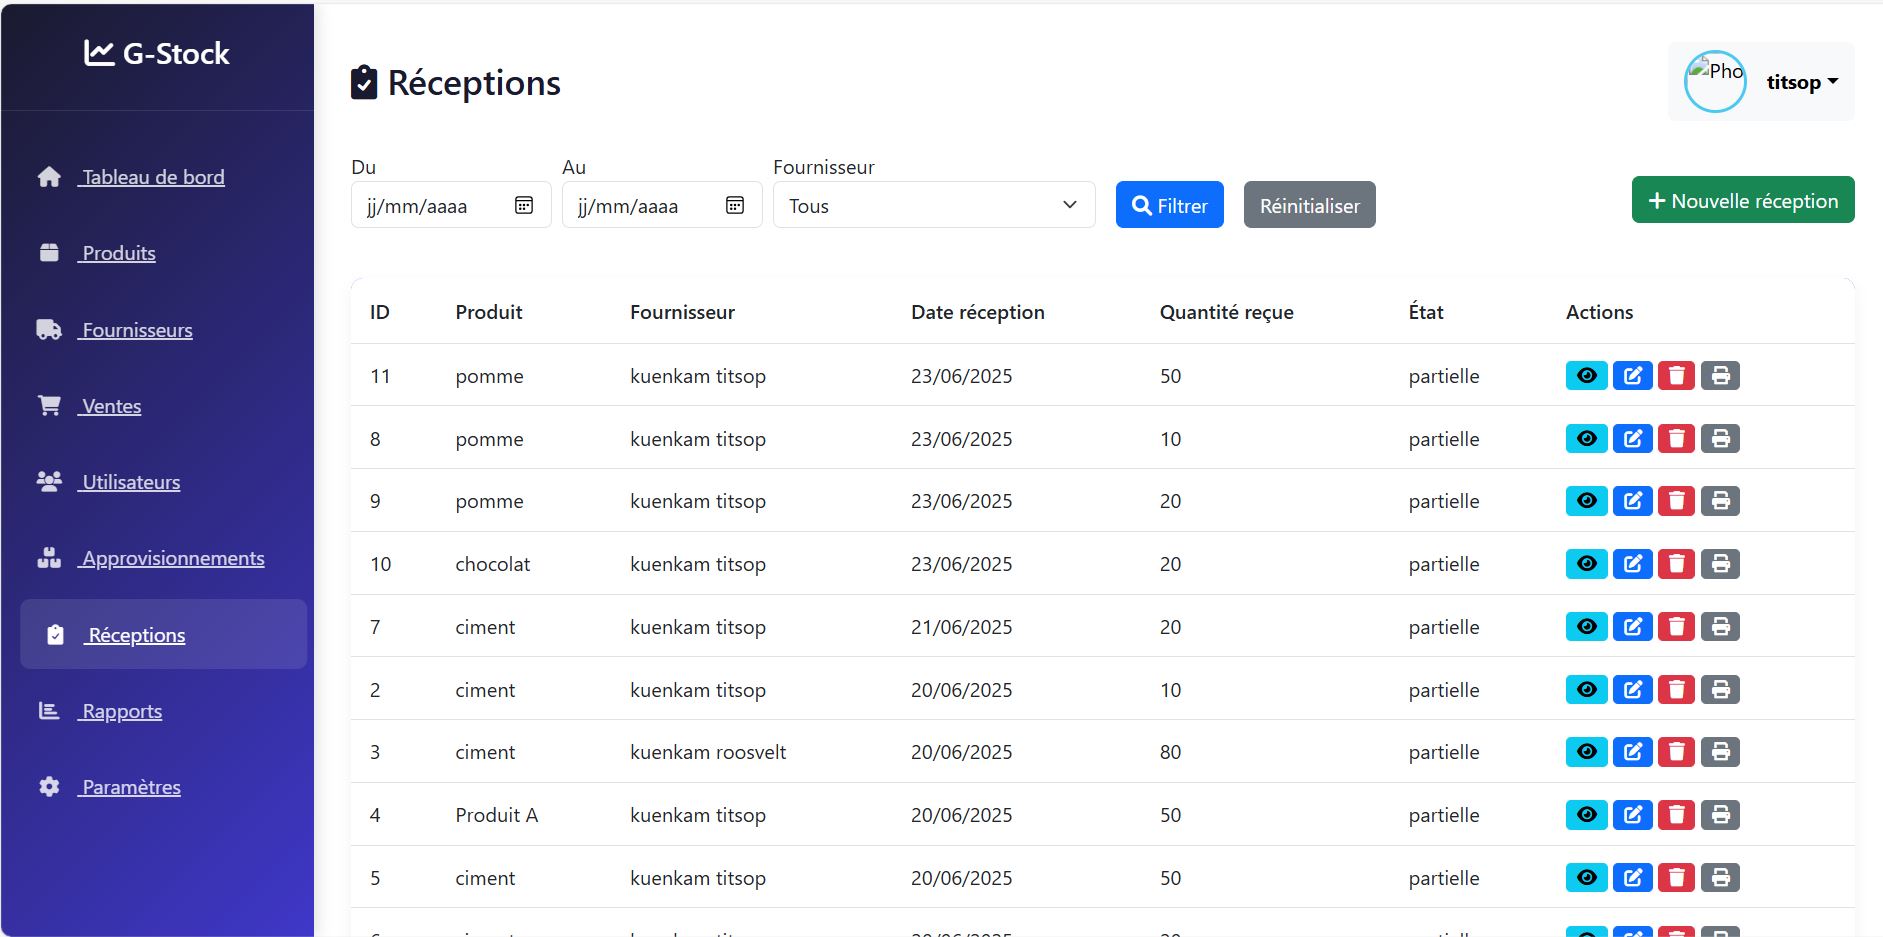 G-Stock
Tableau de bord
Produits
Fournisseurs
Ventes
Utilisateurs
Approvisionnements
Réceptions
Rapports
Paramètres
Réceptions
Pho
titsop
Du Au Fournisseur
jj/mm/aaaa jj/mm/aaaa Tous Filtrer Réinitialiser Nouvelle réception
ID Produit Fournisseur Date réception Quantité reçue État Actions
11 pomme kuenkam titsop 23/06/2025 50 partielle
8 pomme kuenkam titsop 23/06/2025 10 partielle
9 pomme kuenkam titsop 23/06/2025 20 partielle
10 chocolat kuenkam titsop 23/06/2025 20 partielle
7 ciment kuenkam titsop 21/06/2025 20 partielle
2 ciment kuenkam titsop 20/06/2025 10 partielle
3 ciment kuenkam roosvelt 20/06/2025 80 partielle
4 Produit A kuenkam titsop 20/06/2025 50 partielle
5 ciment kuenkam titsop 20/06/2025 50 partielle